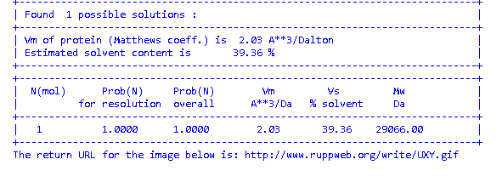 Found 1 possible solutions :
Vm of protein (Matthews coeff.) is 2.03 A**3/Dalton
Estimated solvent content is 39.36 %
N(mol) Prob(N) Prob(N) Vm Vs Mw
for resolution overall A**3/Da % solvent Da
1 1.0000 1.0000 2.03 39.36 29066.00
The return URL for the image below is: http://www.ruppweb.org/write/UXY.gif